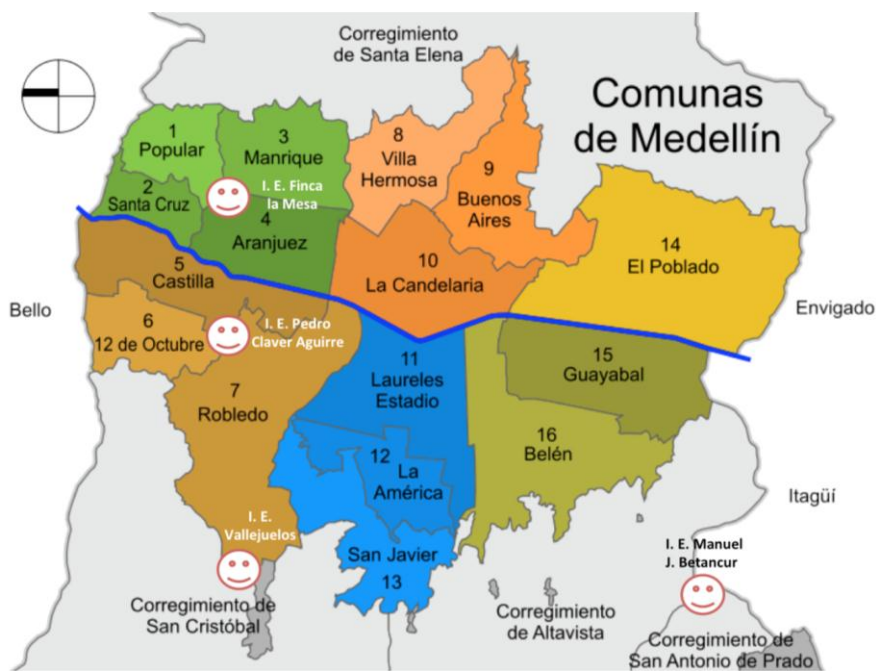 Corregimiento
de Santa Elena
Comunas
de Medellín
1
Popular
3
Manrique
8
Villa
Hermosa
9
Buenos
Aires
2
Santa Cruz
I. E. Finca
la Mesa
4
Aranjuez
14
El Poblado
10
La Candelaria
5
Castilla
Bello
Envigado
6
12 de Octubre
I. E. Pedro
Claver Aguirre
11
Laureles
Estadio
15
Guayabal
7
Robledo
16
Belén
12
La
América
Itagüí
I. E.
Vallejuelos
San Javier
13
I. E. Manuel
J. Betancur
Corregimiento de
San Cristóbal
Corregimiento
de Altavista
Corregimiento de
San Antonio de Prado